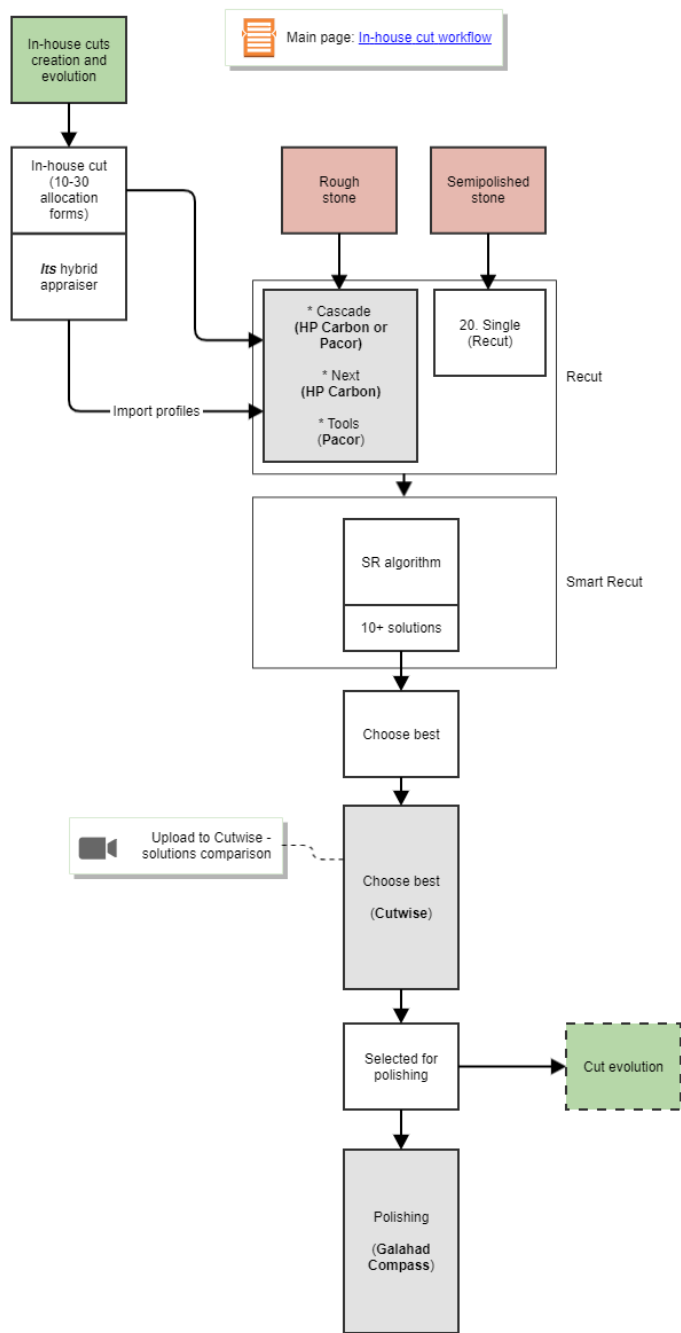 In-house cuts
creation and
evolution
Main page: In-house cut workflow
In-house cut
(10-30
allocation
forms)
Its hybrid
appraiser
Rough
stone
Semipolished
stone
* Cascade
(HP Carbon or
Pacor)
* Next
(HP Carbon)
* Tools
(Pacor)
20. Single
(Recut)
Recut
Import profiles
SR algorithm
10+ solutions
Smart Recut
Choose best
Upload to Cutwise -
solutions comparison
Choose best
(Cutwise)
Selected for
polishing
Cut evolution
Polishing
(Galahad
Compass)